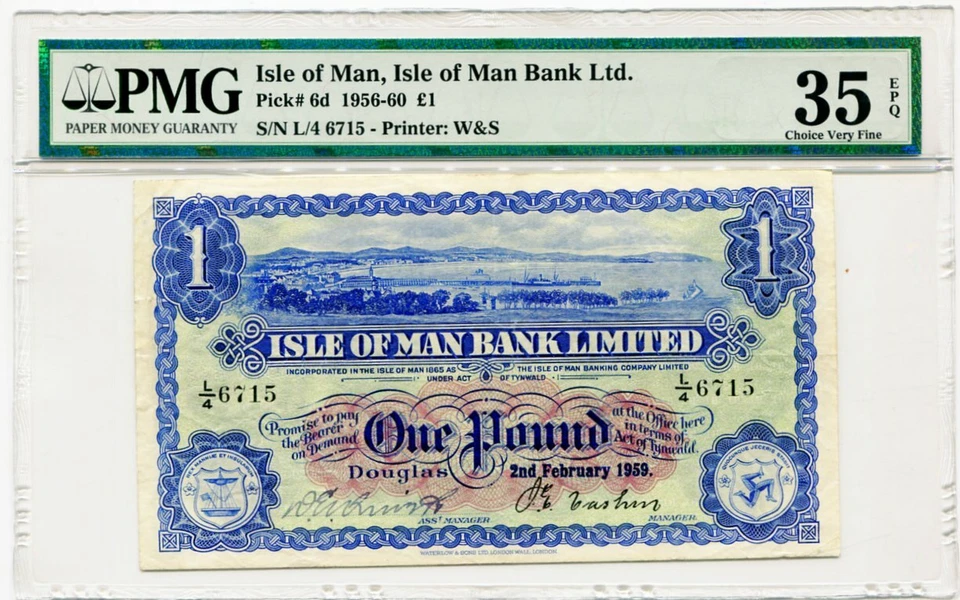 PMG
PAPER MONEY GUARANTY
Isle of Man, Isle of Man Bank Ltd.
Pick# 6d 1956-60 £1
S/N L/4 6715 - Printer: W&S
35 EPQ
Choice Very Fine
1 1
ISLE OF MAN BANK LIMITED
INCORPORATED IN THE ISLE OF MAN 1865 AS THE ISLE OF MAN BANKING COMPANY LIMITED
UNDER ACT OF TYNWALD
L/4 6715 L/4 6715
Promise to pay
the Bearer
on Demand
One Pound
at the Office here
in terms of
Act of Tynwald.
Douglas 2nd February 1959.
QUOCUNQUE JECERIS STABIT
Cashin
ASST MANAGER MANAGER.
WATERLOW & SONS LTD, LONDON WALL, LONDON.